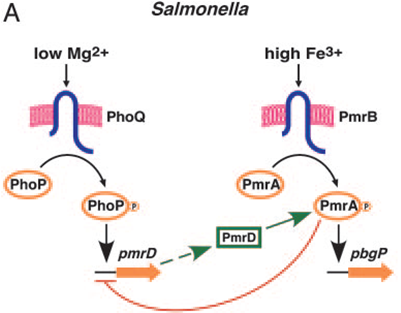 A
Salmonella
low Mg2+
high Fe3+
PhoQ
PmrB
PhoP
PhoP
P
PmrA
PmrA
P
pmrD
PmrD
pbgP